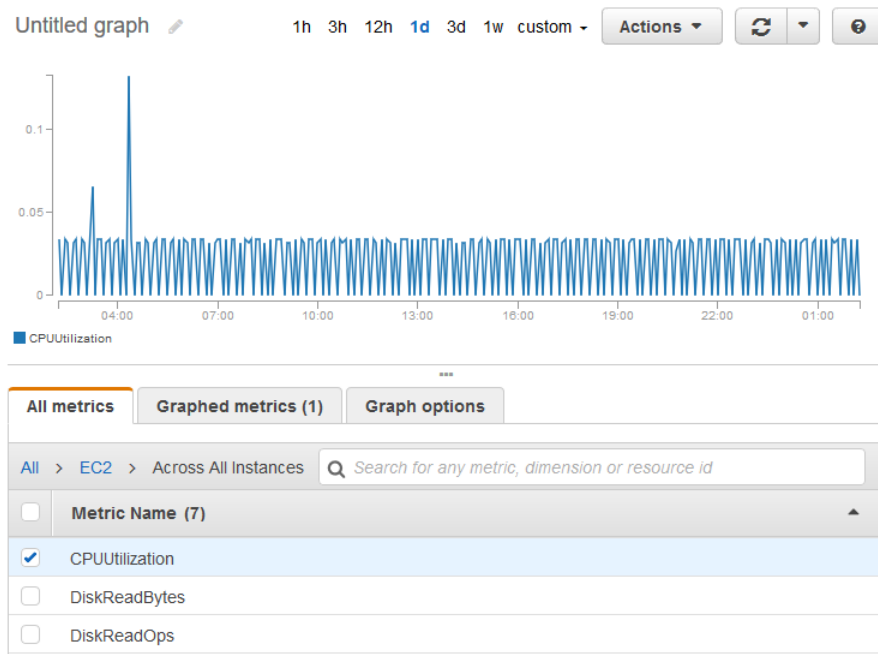 Untitled graph 1h 3h 12h 1d 3d 1w custom Actions ?
0.1
0.05
0
04:00 07:00 10:00 13:00 16:00 19:00 22:00 01:00
CPUUtilization
All metrics Graphed metrics (1) Graph options
All > EC2 > Across All Instances Search for any metric, dimension or resource id
Metric Name (7)
CPUUtilization
DiskReadBytes
DiskReadOps